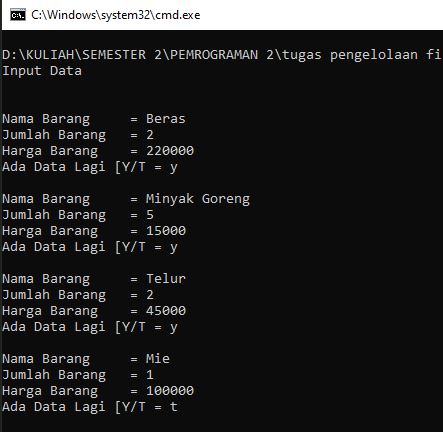 C:\Windows\system32\cmd.exe
D:\KULIAH\SEMESTER 2\PEMROGRAMAN 2\tugas pengelolaan fi
Input Data
Nama Barang = Beras
Jumlah Barang = 2
Harga Barang = 220000
Ada Data Lagi [Y/T = y
Nama Barang = Minyak Goreng
Jumlah Barang = 5
Harga Barang = 15000
Ada Data Lagi [Y/T = y
Nama Barang = Telur
Jumlah Barang = 2
Harga Barang = 45000
Ada Data Lagi [Y/T = y
Nama Barang = Mie
Jumlah Barang = 1
Harga Barang = 100000
Ada Data Lagi [Y/T = t